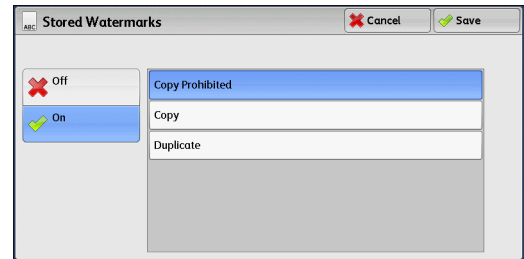 ABC Stored Watermarks Cancel Save
Off
On
Copy Prohibited
Copy
Duplicate